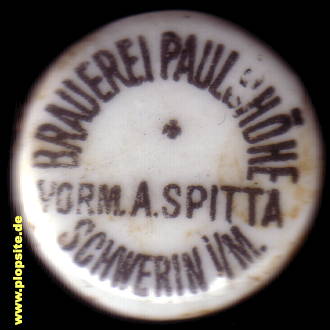 BRAUEREI PAULSHÖHE
VORM. A. SPITTA
SCHWERIN i/M.
www.plopsite.de